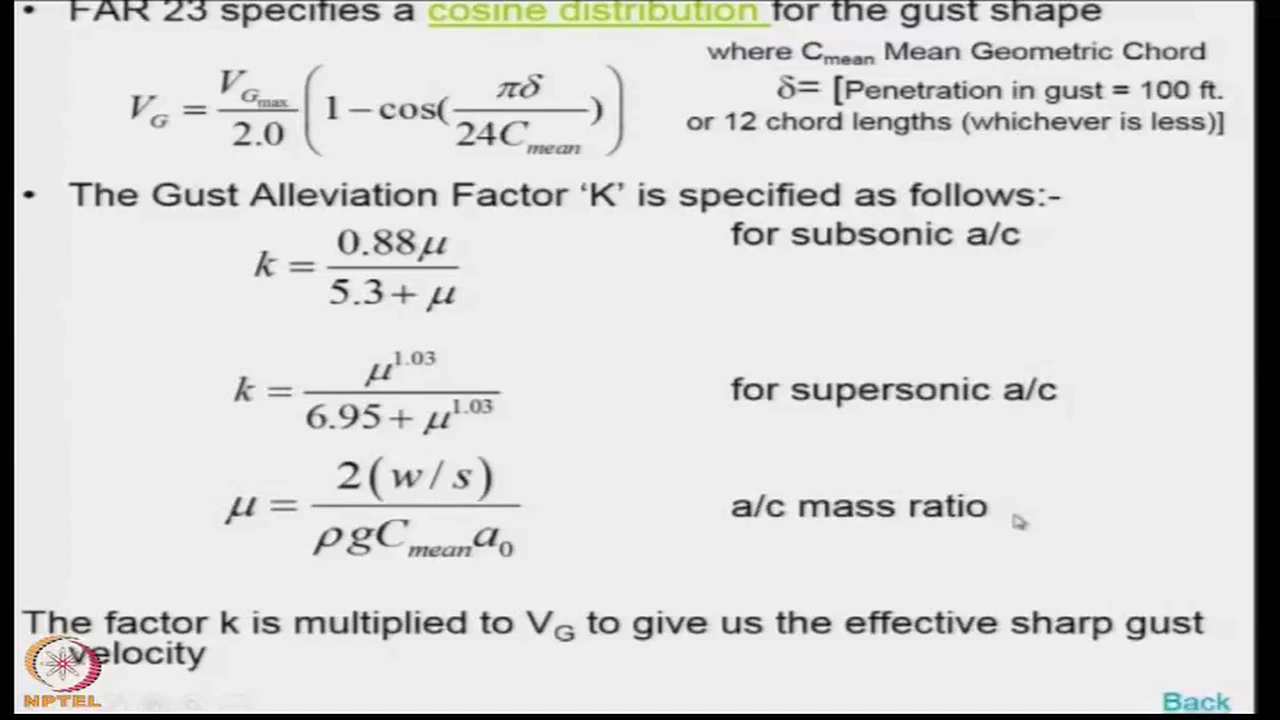 • FAR 23 specifies a cosine distribution for the gust shape
where C_mean Mean Geometric Chord
V_G = V_Gmax / 2.0 (1 − cos(πδ / 24C_mean))
δ= [Penetration in gust = 100 ft.
or 12 chord lengths (whichever is less)]
• The Gust Alleviation Factor ‘K’ is specified as follows:-
k = 0.88μ / 5.3 + μ
for subsonic a/c
k = μ^1.03 / 6.95 + μ^1.03
for supersonic a/c
μ = 2(w/s) / ρgC_mean a_0
a/c mass ratio
The factor k is multiplied to V_G to give us the effective sharp gust
velocity
NPTEL
Back